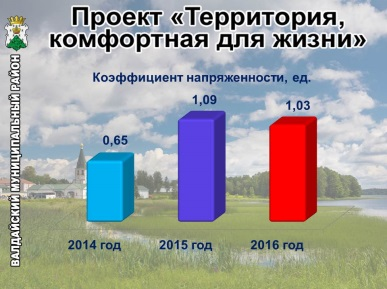 Проект «Территория,
комфортная для жизни»
ВАЛДАЙСКИЙ МУНИЦИПАЛЬНЫЙ РАЙОН
Коэффициент напряженности, ед.
0,65
1,09
1,03
2014 год
2015 год
2016 год